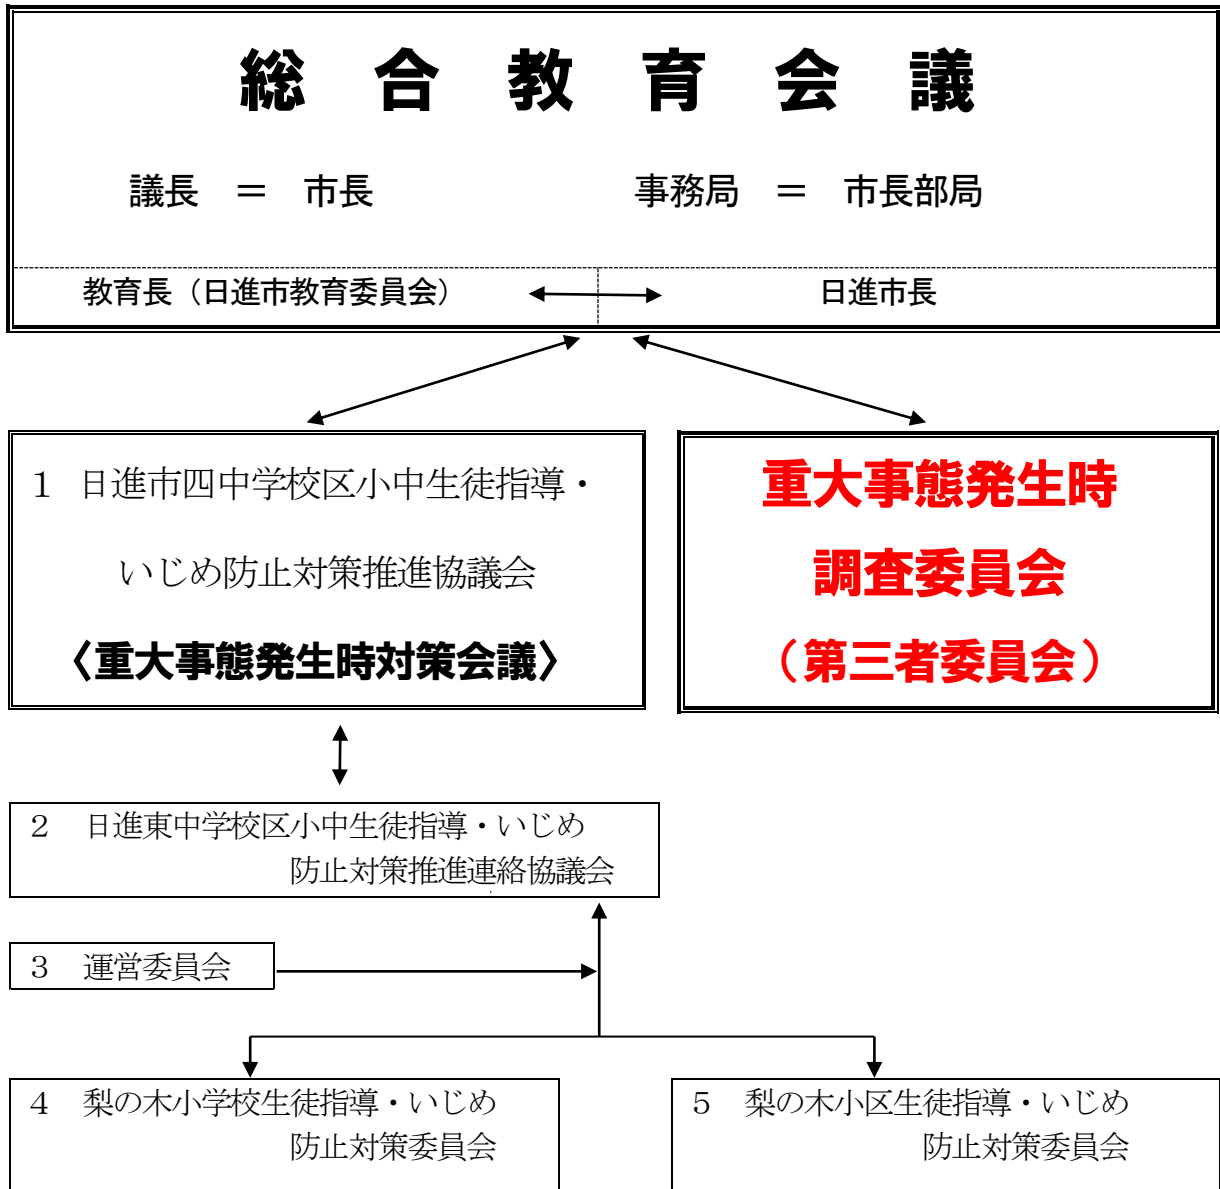 総合教育会議
議長 ＝ 市長　事務局 ＝ 市長部局
教育長（日進市教育委員会）　日進市長
１ 日進市四中学校区小中生徒指導・
いじめ防止対策推進協議会
〈重大事態発生時対策会議〉
重大事態発生時
調査委員会
（第三者委員会）
２ 日進東中学校区小中生徒指導・いじめ
防止対策推進連絡協議会
３ 運営委員会
４ 梨の木小学校生徒指導・いじめ
防止対策委員会
５ 梨の木小区生徒指導・いじめ
防止対策委員会